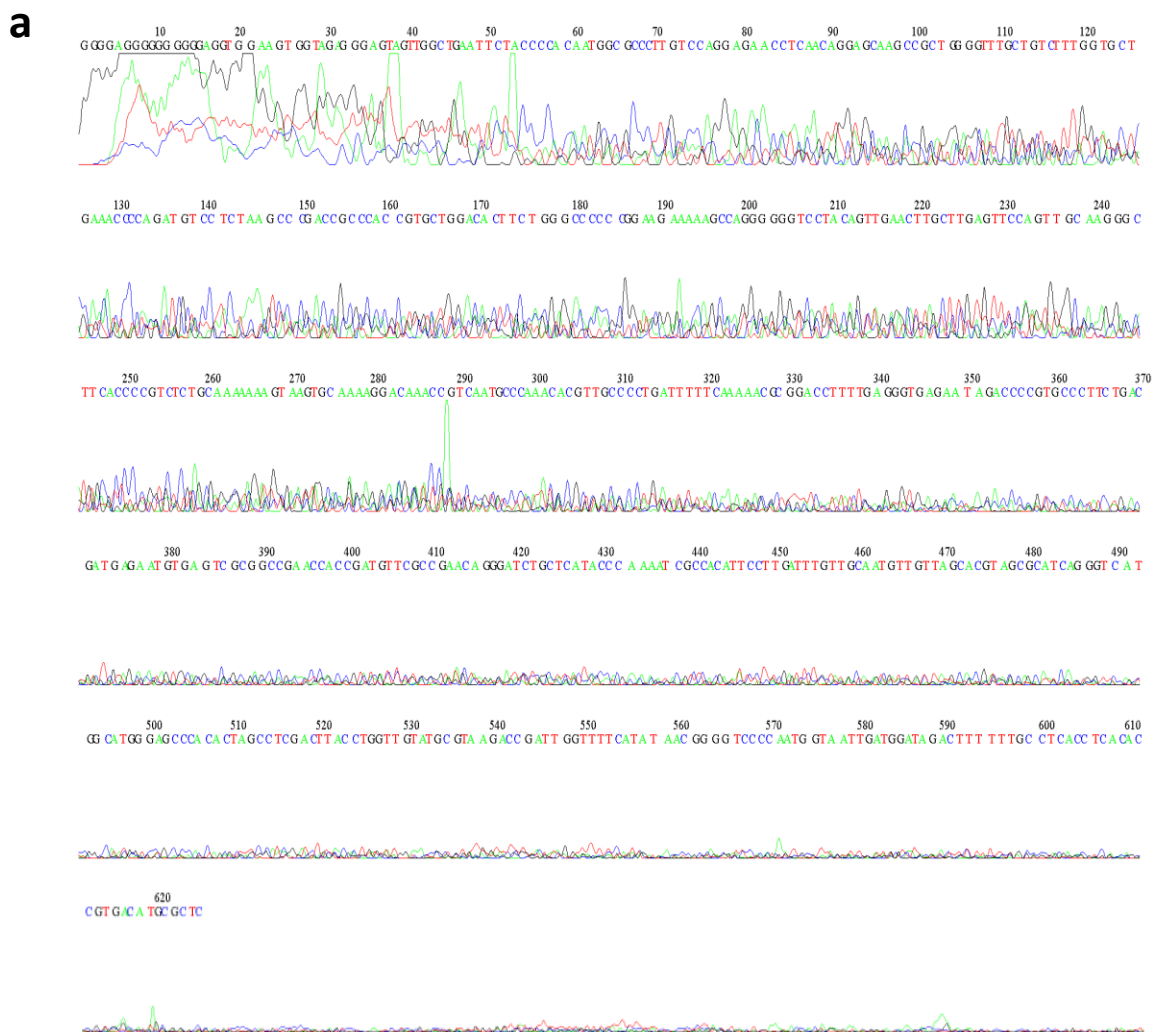 a
10 20 30 40 50 60 70 80 90 100 110 120
GGGGAGGGGGGGGGGAGGTGGAAGTGGTAGAGGGAGTAGTTGGCTGAATTCTACCCCACAATGGCGCCCTTGTCCAGGAGAACCTCAACAGGAGCAAGCCGCTGGGGTTTGCTGTCTTTGGTGCT
130 140 150 160 170 180 190 200 210 220 230 240
GAAACCCCAGATGTCCTCTAAGCCCGACCGCCCACCGTGCTGGACACTTCTGGGCCCCCCGGAAGAAAAAGCCAGGGGGGTCCTACAGTTGAACTTGCTTGAGTTCCAGTTGCAAGGGC
250 260 270 280 290 300 310 320 330 340 350 360 370
TTCACCCCGTCTCTGCAAAAAAAGTAAGTGCAAAAGGACAAACCGTCAATGCCCAAACACGTTGCCCCTGATTTTTCAAAAACGCGGACCTTTTGAGGGTGAGAATAGACCCCGTGCCCTTCTGAC
380 390 400 410 420 430 440 450 460 470 480 490
GATGAGAATGTGAGTCGCGGCCGAACCACCGATGTTCGCCGAACAGGGATCTGCTCATACCCAAAATCGCCACATTCCTTGATTTGTTGCAATGTTGTTAGCACGTAGCGCATCAGGGTCAT
500 510 520 530 540 550 560 570 580 590 600 610
GGCATGGGAGCCCACACTAGCCTCGACTTACCTGGTTGTATGCGTAAGACCGATTGGTTTTCATATAACGGGGTCCCCAATGGTAATTGATGGATAGACTTTTTTGCCTCACCTCACAC
620
CGTGACATGCGCTC